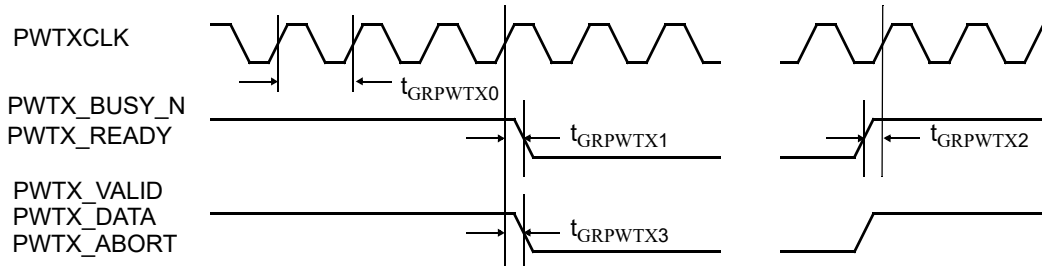 PWTXCLK
tGRPWTX0
PWTX_BUSY_N
PWTX_READY
tGRPWTX1
tGRPWTX2
PWTX_VALID
PWTX_DATA
PWTX_ABORT
tGRPWTX3